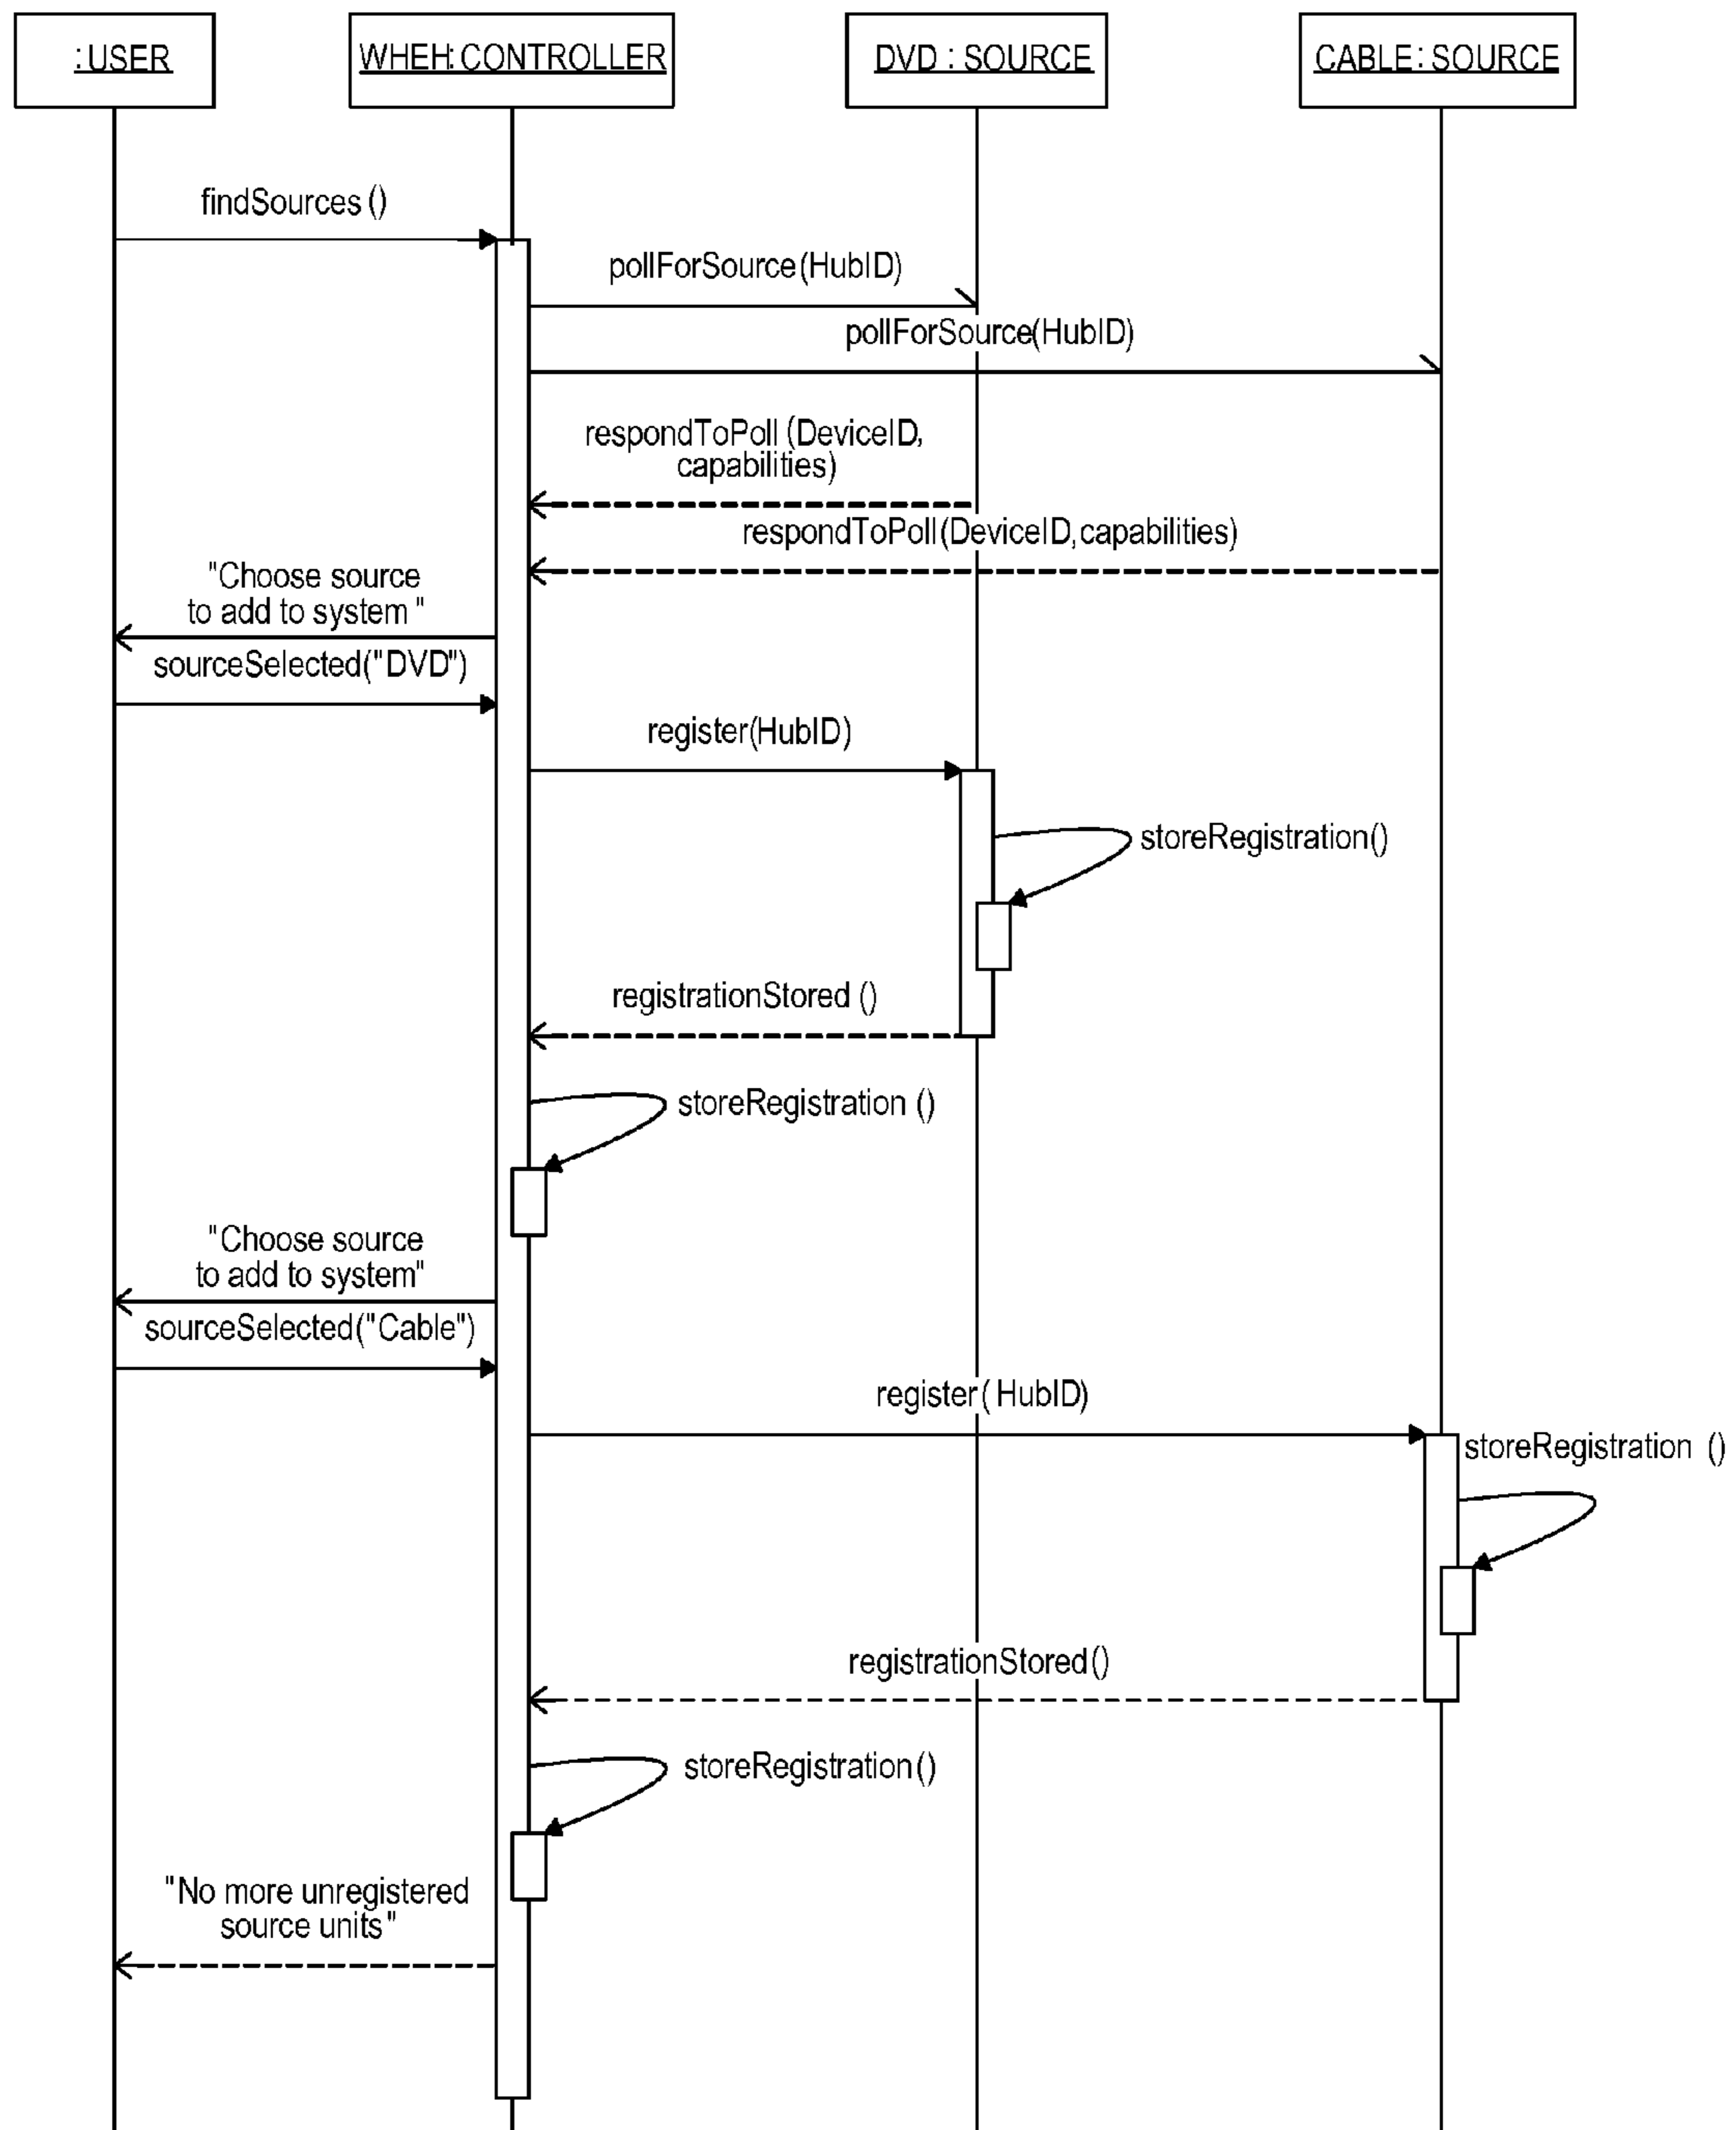 :USER
WHEH:CONTROLLER
DVD : SOURCE
CABLE: SOURCE
findSources ()
pollForSource(HubID)
pollForSource(HubID)
respondToPoll (DeviceID,
capabilities)
respondToPoll(DeviceID,capabilities)
"Choose source
to add to system "
sourceSelected("DVD")
register(HubID)
storeRegistration()
registrationStored ()
storeRegistration ()
"Choose source
to add to system"
sourceSelected("Cable")
register( HubID)
storeRegistration ()
registrationStored()
storeRegistration()
"No more unregistered
source units"